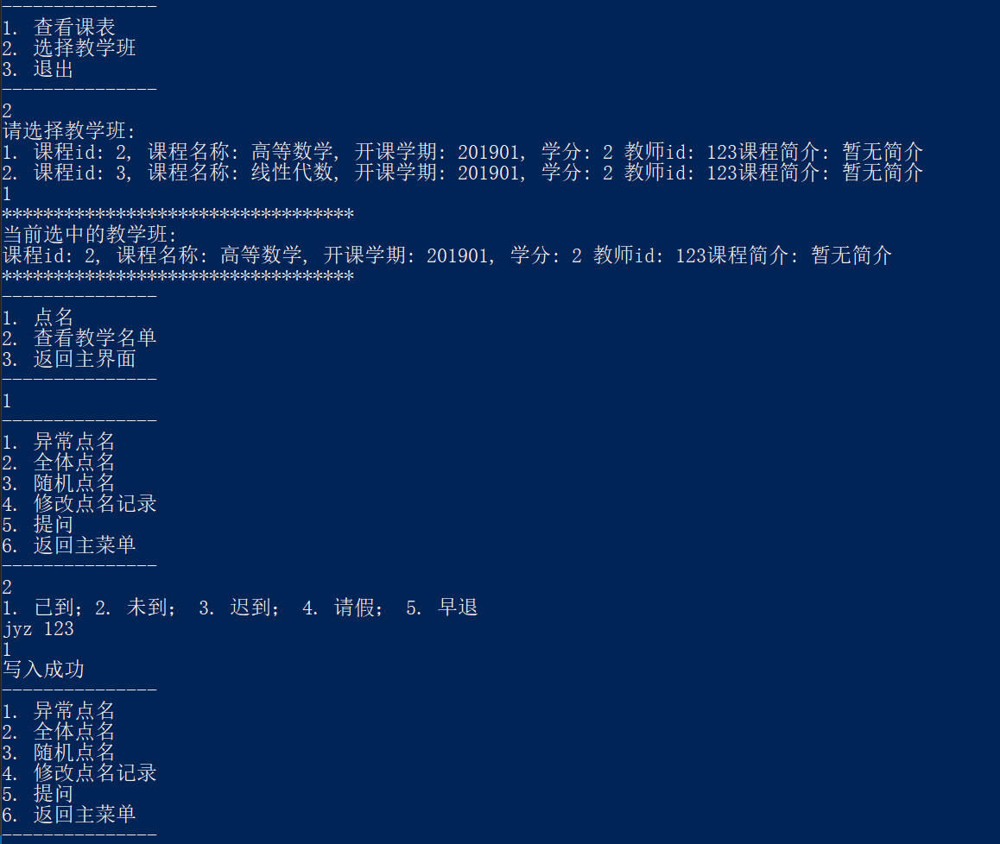 ---------------
1. 查看课表
2. 选择教学班
3. 退出
---------------
2
请选择教学班:
1. 课程id: 2, 课程名称: 高等数学, 开课学期: 201901, 学分: 2 教师id: 123课程简介: 暂无简介
2. 课程id: 3, 课程名称: 线性代数, 开课学期: 201901, 学分: 2 教师id: 123课程简介: 暂无简介
1
**********************************
当前选中的教学班:
课程id: 2, 课程名称: 高等数学, 开课学期: 201901, 学分: 2 教师id: 123课程简介: 暂无简介
**********************************
---------------
1. 点名
2. 查看教学名单
3. 返回主界面
---------------
1
---------------
1. 异常点名
2. 全体点名
3. 随机点名
4. 修改点名记录
5. 提问
6. 返回主菜单
---------------
2
1. 已到；2. 未到； 3. 迟到； 4. 请假； 5. 早退
jyz 123
1
写入成功
---------------
1. 异常点名
2. 全体点名
3. 随机点名
4. 修改点名记录
5. 提问
6. 返回主菜单
---------------